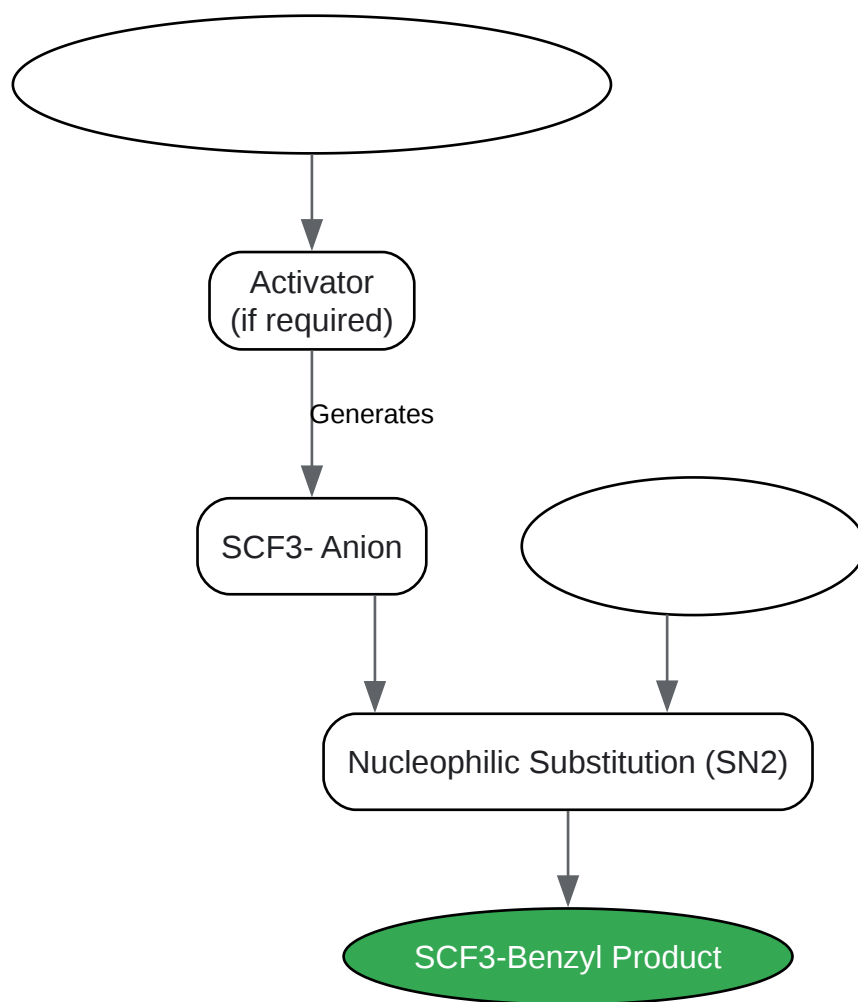 Activator
(if required)
Generates
SCF3- Anion
Nucleophilic Substitution (SN2)
SCF3-Benzyl Product